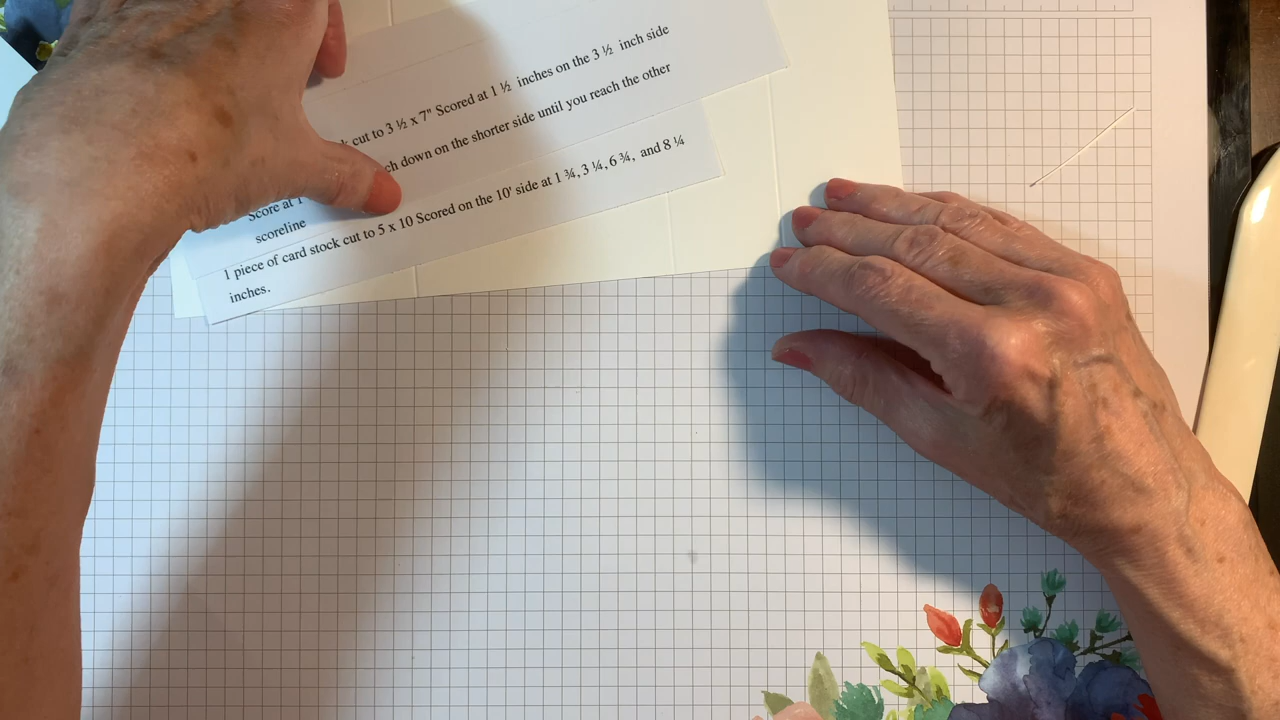 cut to 3 ½ x 7" Scored at 1 ½ inches on the 3 ½ inch side
down on the shorter side until you reach the other
Score at 1
scoreline
1 piece of card stock cut to 5 x 10 Scored on the 10' side at 1 ¾, 3 ¼, 6 ¾, and 8 ¼
inches.